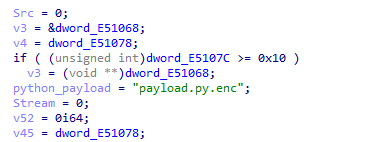 Src = 0;
v3 = &dword_E51068;
v4 = dword_E51078;
if ( (unsigned int)dword_E5107C >= 0x10 )
v3 = (void **)dword_E51068;
python_payload = "payload.py.enc";
Stream = 0;
v52 = 0i64;
v45 = dword_E51078;